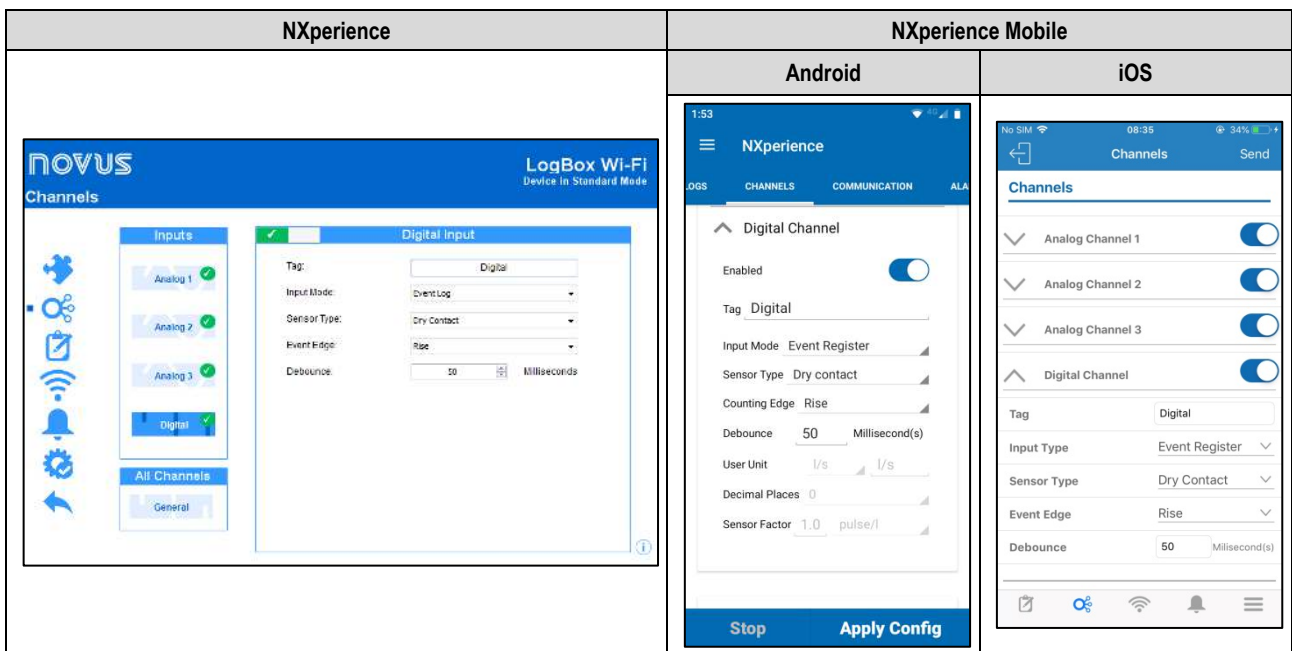 NXperience
NXperience Mobile
Android
iOS
novus
LogBox Wi-Fi
Device in Standard Mode
Channels
Inputs
Analog 1
Analog 2
Analog 3
Digital
All Channels
General
Digital Input
Tag: Digital
Input Mode: Event Log
Sensor Type: Dry Contact
Event Edge: Rise
Debounce: 50 Milliseconds
1:53
4G
NXperience
LOGS CHANNELS COMMUNICATION ALA
Digital Channel
Enabled
Tag Digital
Input Mode Event Register
Sensor Type Dry contact
Counting Edge Rise
Debounce 50 Millisecond(s)
User Unit l/s l/s
Decimal Places 0
Sensor Factor 1.0 pulse/l
Stop Apply Config
No SIM 08:35 34%
Channels Send
Channels
Analog Channel 1
Analog Channel 2
Analog Channel 3
Digital Channel
Tag Digital
Input Type Event Register
Sensor Type Dry Contact
Event Edge Rise
Debounce 50 Milisecond(s)